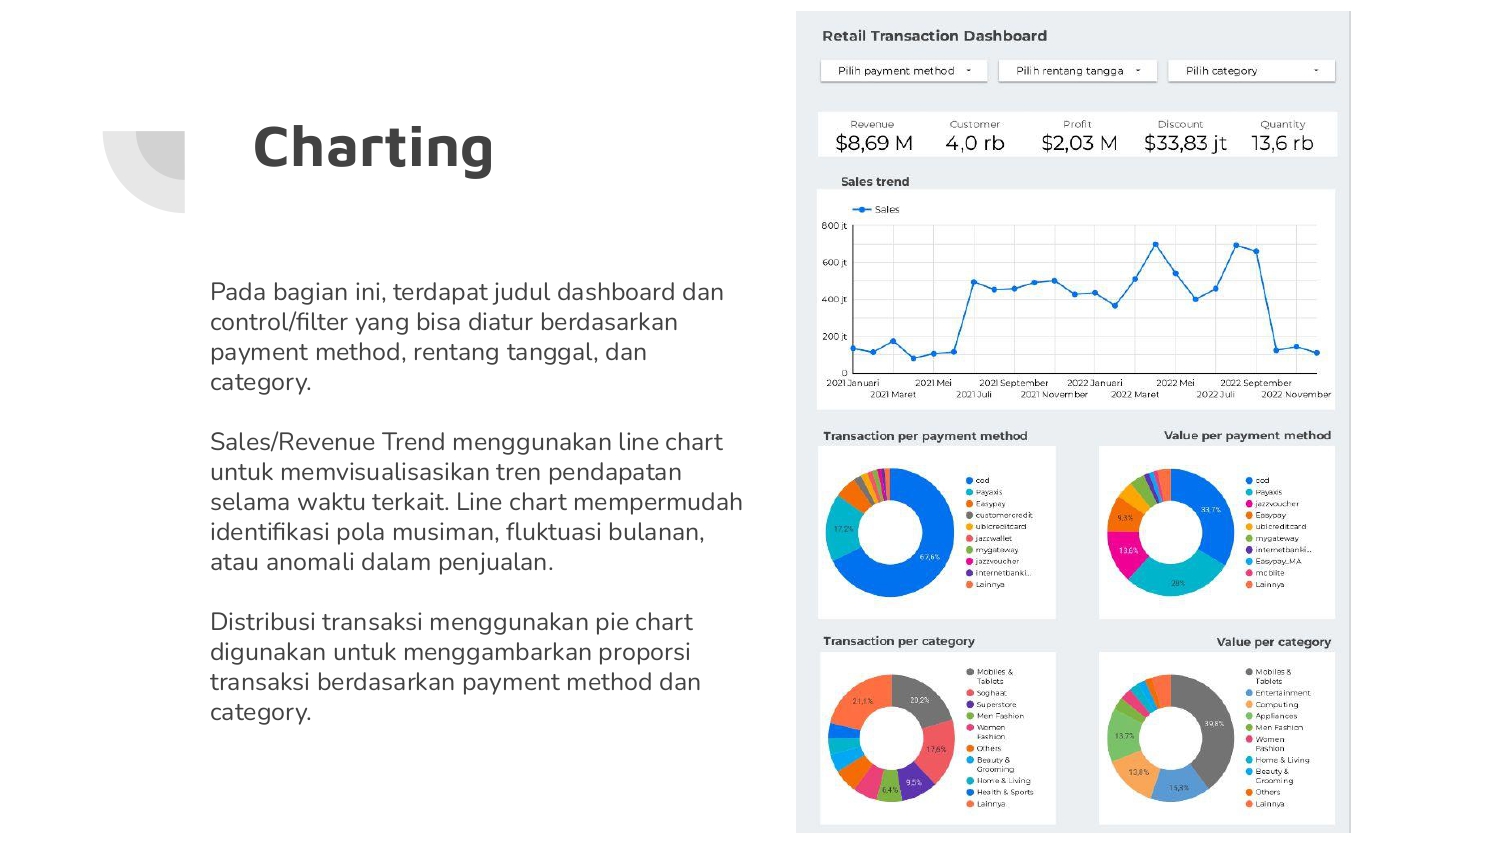 Charting
Pada bagian ini, terdapat judul dashboard dan
control/filter yang bisa diatur berdasarkan
payment method, rentang tanggal, dan
category.
Sales/Revenue Trend menggunakan line chart
untuk memvisualisasikan tren pendapatan
selama waktu terkait. Line chart mempermudah
identifikasi pola musiman, fluktuasi bulanan,
atau anomali dalam penjualan.
Distribusi transaksi menggunakan pie chart
digunakan untuk menggambarkan proporsi
transaksi berdasarkan payment method dan
category.
Retail Transaction Dashboard
Pilih payment method
Pilih rentang tangga
Pilih category
Revenue
$8,69 M
Customer
4,0 rb
Profit
$2,03 M
Discount
$33,83 jt
Quantity
13,6 rb
Sales trend
Sales
800 jt
600 jt
400 jt
200 jt
0
2021 Januari 2021 Mei 2021 September 2022 Januari 2022 Mei 2022 September
2021 Maret 2021 Juli 2021 November 2022 Maret 2022 Juli 2022 November
Transaction per payment method
67,6%
17,2%
cod
Payaxis
Easypay
customercredit
ublcreditcard
jazzwallet
mygateway
jazzvoucher
internetbanki...
Lainnya
Value per payment method
33,7%
28%
13,6%
9,3%
cod
Payaxis
jazzvoucher
Easypay
ublcreditcard
mygateway
internetbanki...
Easypay_MA
Lainnya
Transaction per category
21,1%
20,2%
17,6%
9,5%
6,4%
Mobiles &
Tablets
Soghaat
Superstore
Men Fashion
Women
Fashion
Others
Beauty &
Grooming
Home & Living
Health & Sports
Lainnya
Value per category
39,8%
13,8%
13,7%
Mobiles &
Tablets
Entertainment
Computing
Appliances
Men Fashion
Women
Fashion
Home & Living
Beauty &
Grooming
Others
Lainnya